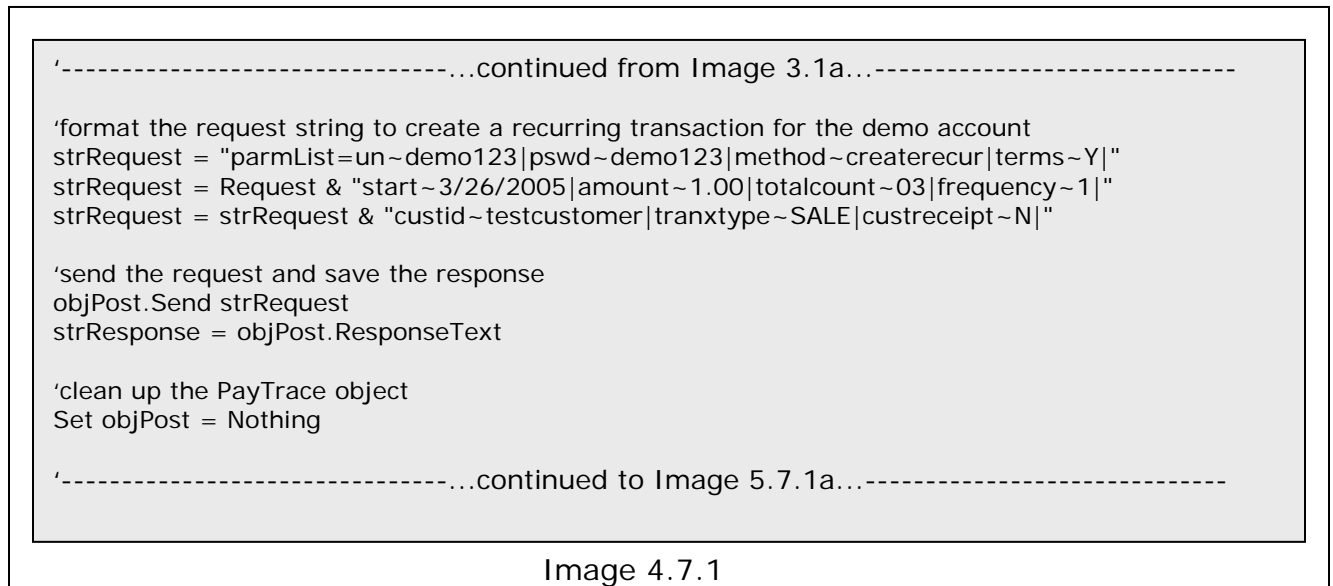 ‘--------------------------------...continued from Image 3.1a...------------------------------
‘format the request string to create a recurring transaction for the demo account
strRequest = "parmList=un~demo123|pswd~demo123|method~createrecur|terms~Y|"
strRequest = Request & "start~3/26/2005|amount~1.00|totalcount~03|frequency~1|"
strRequest = strRequest & "custid~testcustomer|tranxtype~SALE|custreceipt~N|"
‘send the request and save the response
objPost.Send strRequest
strResponse = objPost.ResponseText
‘clean up the PayTrace object
Set objPost = Nothing
‘--------------------------------...continued to Image 5.7.1a...------------------------------
Image 4.7.1